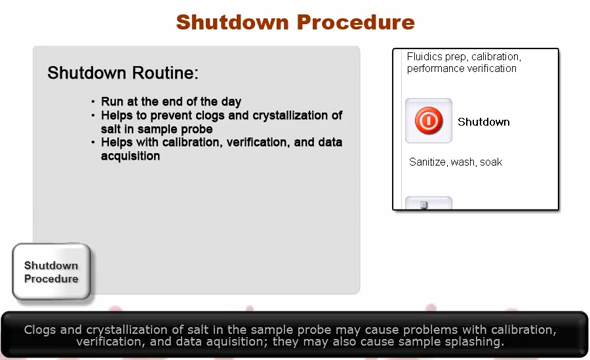 Shutdown Procedure
Shutdown Routine:
• Run at the end of the day
• Helps to prevent clogs and crystallization of
salt in sample probe
• Helps with calibration, verification, and data
acquisition
Fluidics prep, calibration,
performance verification
Shutdown
Sanitize, wash, soak
Shutdown
Procedure
Clogs and crystallization of salt in the sample probe may cause problems with calibration,
verification, and data aquisition; they may also cause sample splashing.